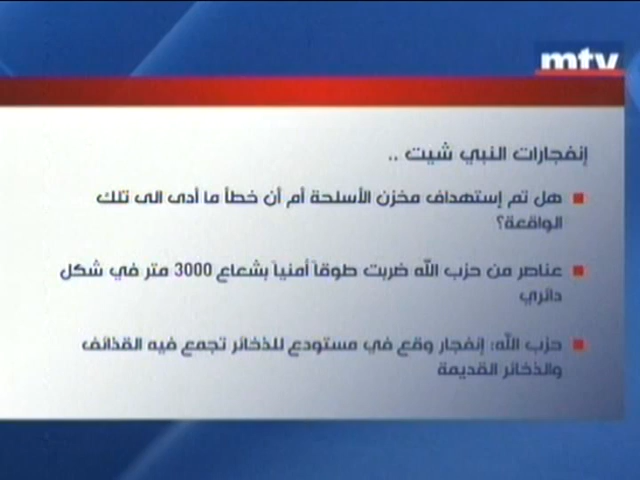 mtv
إنفجارات النبي شيت ..
هل تم إستهداف مخزن الأسلحة أم أن خطأ ما أدى الى تلك
الواقعة؟
عناصر من حزب الله ضربت طوقاً أمنياً بشعاع 3000 متر في شكل
دائري
حزب الله: إنفجار وقع في مستودع للذخائر تجمع فيه القذائف
والذخائر القديمة